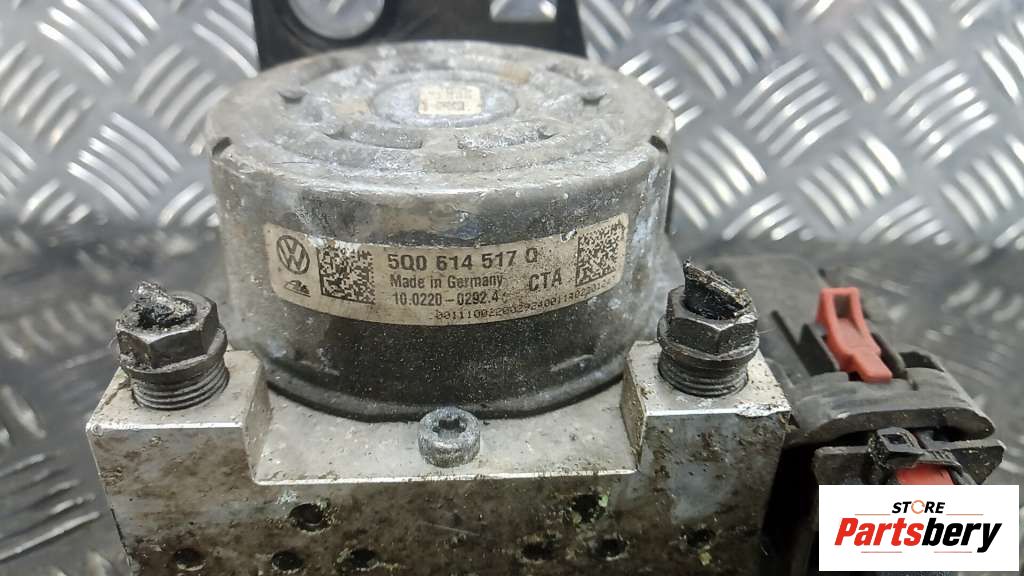 5Q0 614 517 Q
Made in Germany
CTA
10.0220-0292.4
STORE
Partsbery